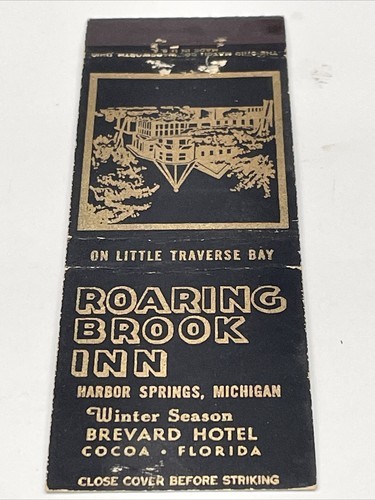 ON LITTLE TRAVERSE BAY
ROARING
BROOK
INN
HARBOR SPRINGS, MICHIGAN
Winter Season
BREVARD HOTEL
COCOA • FLORIDA
CLOSE COVER BEFORE STRIKING